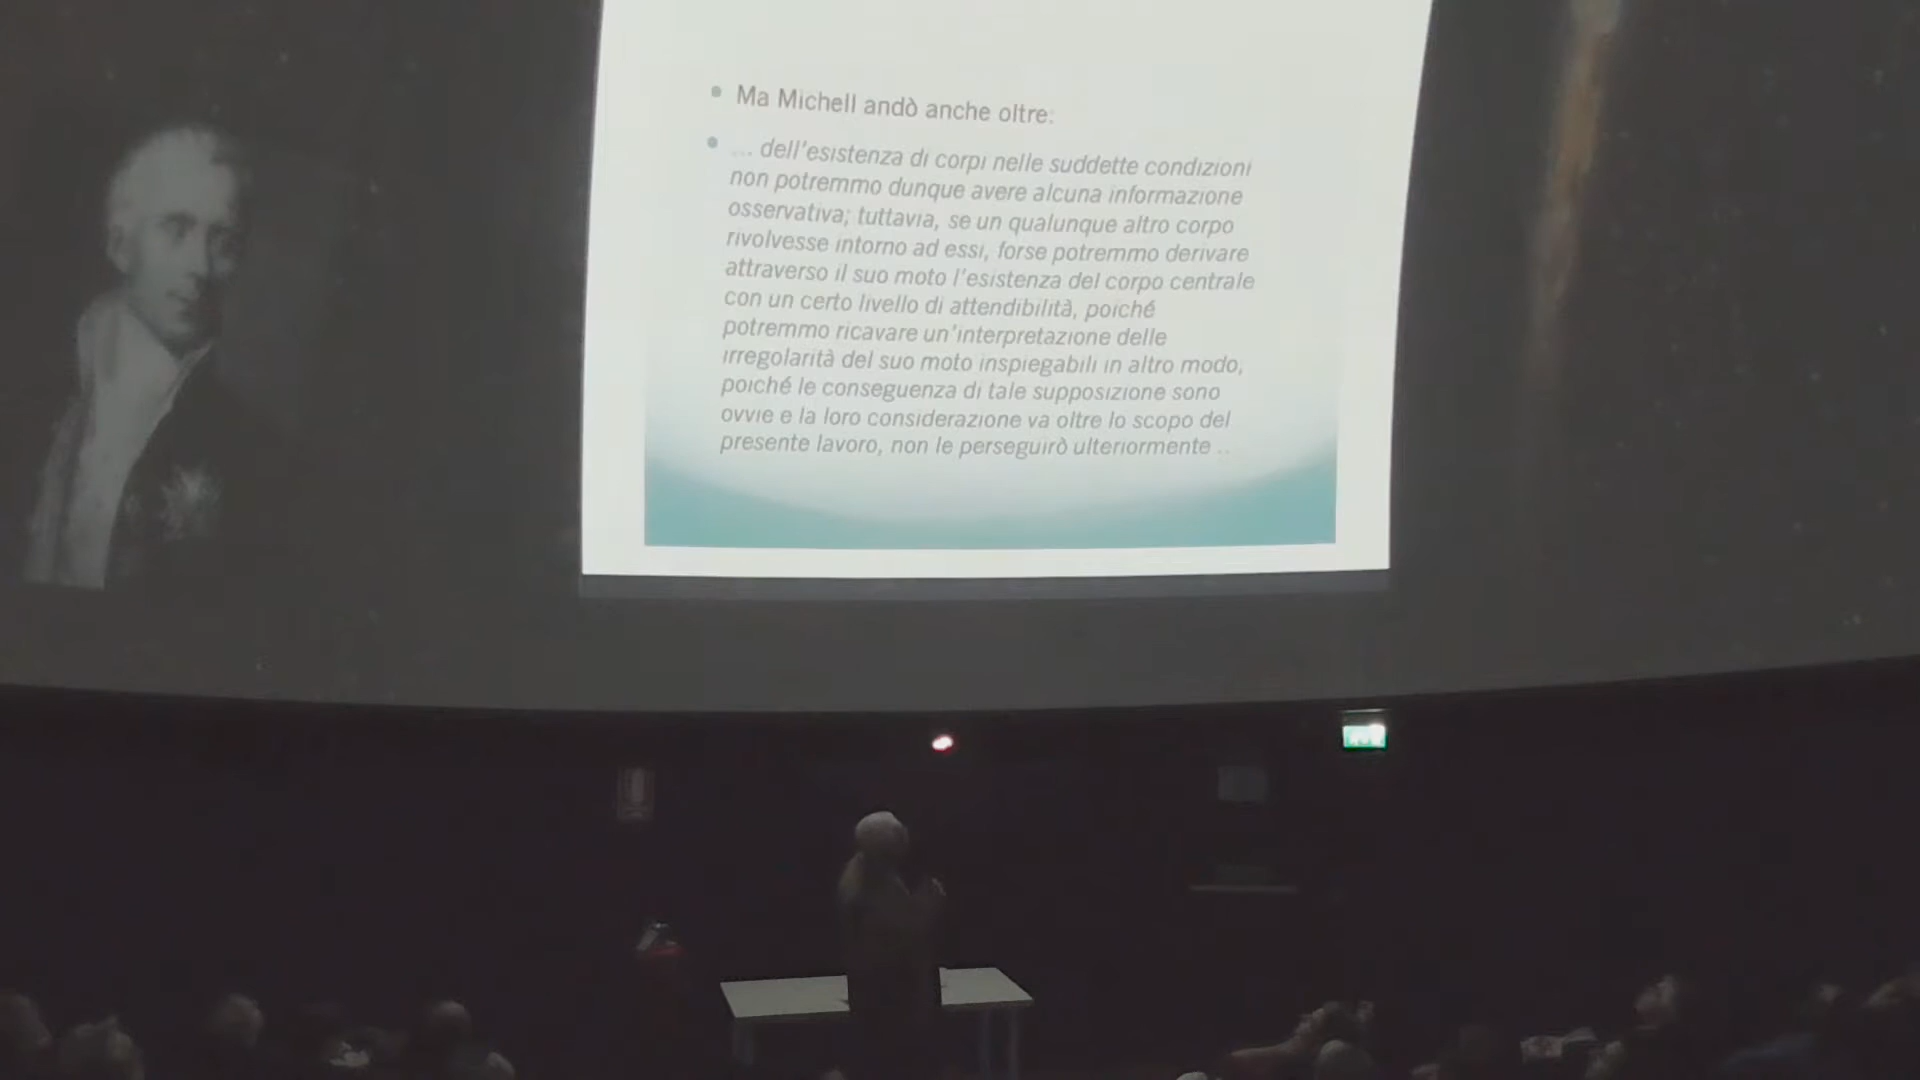 Ma Michell andò anche oltre:
... dell'esistenza di corpi nelle suddette condizioni
non potremmo dunque avere alcuna informazione
osservativa; tuttavia, se un qualunque altro corpo
rivolvesse intorno ad essi, forse potremmo derivare
attraverso il suo moto l'esistenza del corpo centrale
con un certo livello di attendibilità, poiché
potremmo ricavare un'interpretazione delle
irregolarità del suo moto inspiegabili in altro modo,
poiché le conseguenza di tale supposizione sono
ovvie e la loro considerazione va oltre lo scopo del
presente lavoro, non le perseguirò ulteriormente ..